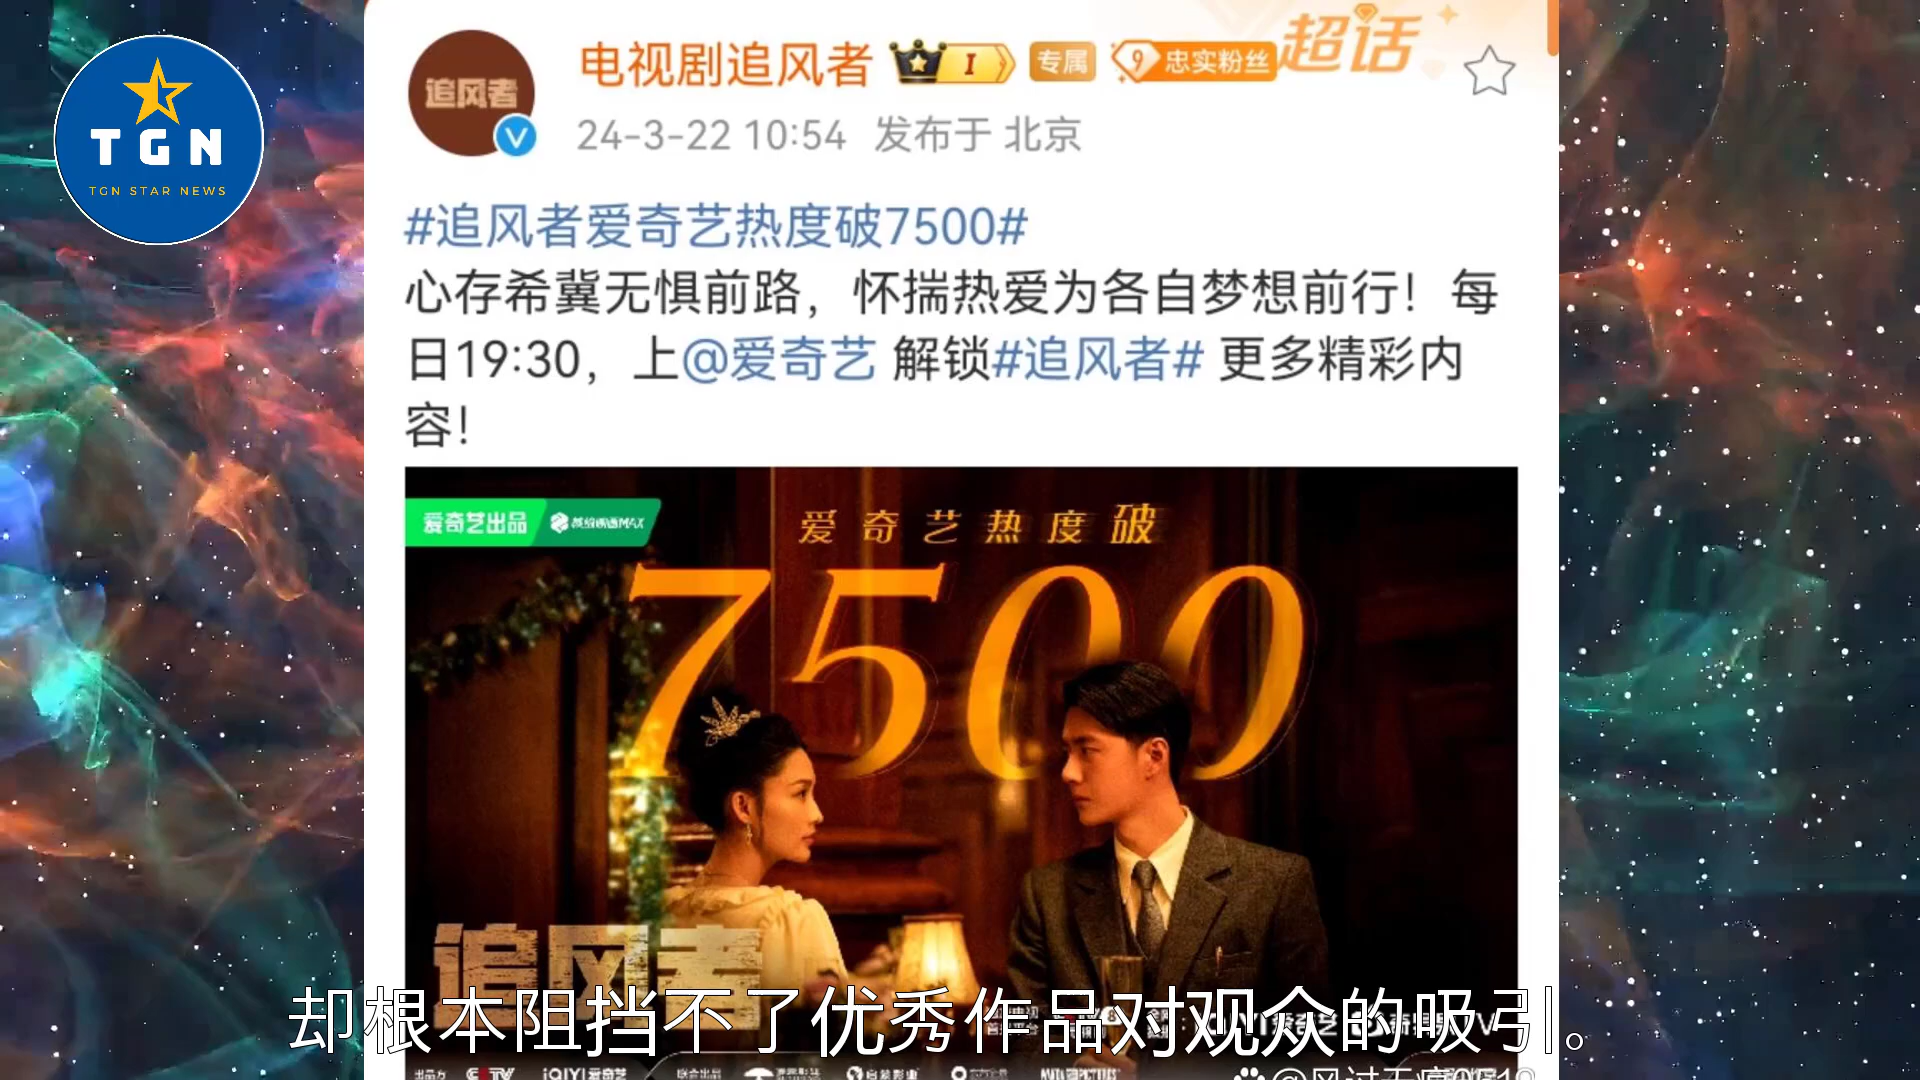 TGN
TGN STAR NEWS
追风者
电视剧追风者
I
专属
9
忠实粉丝
超话
24-3-22 10:54 发布于 北京
#追风者爱奇艺热度破7500#
心存希冀无惧前路，怀揣热爱为各自梦想前行！每
日19:30，上@爱奇艺 解锁#追风者# 更多精彩内
容！
爱奇艺出品
爱奇艺热度破
7500
追风者
却根本阻挡不了优秀作品对观众的吸引。
iQIYI 爱奇艺